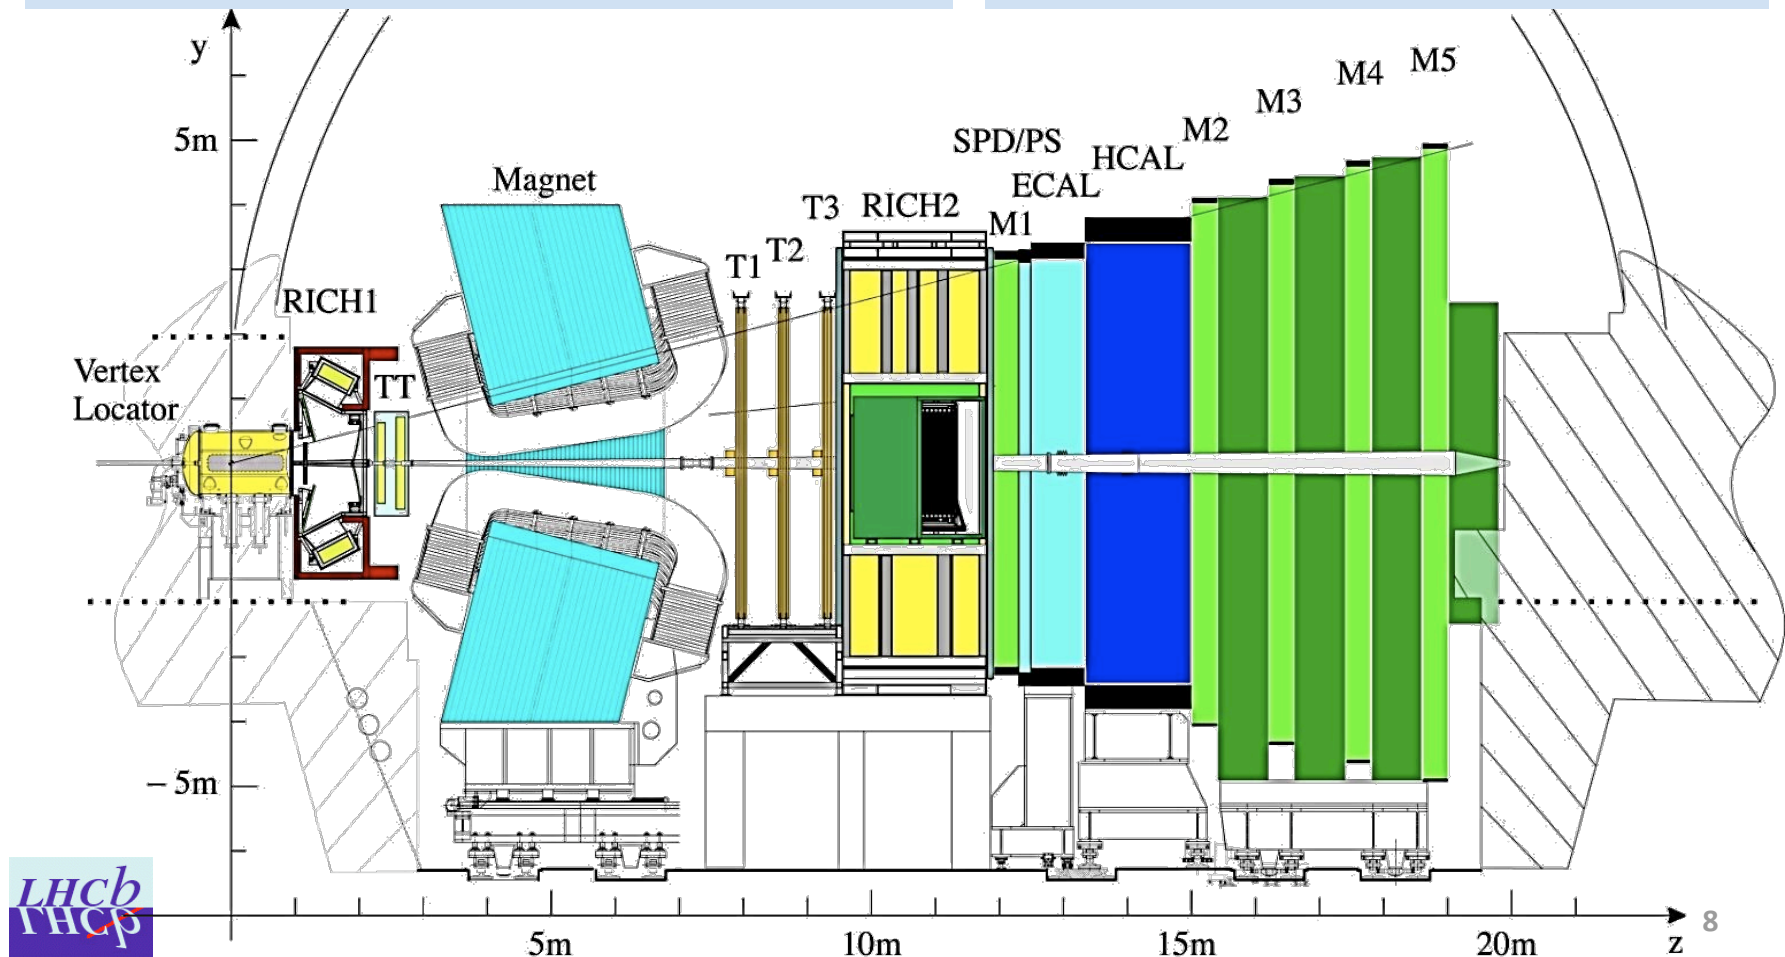 y
5m
Magnet
SPD/PS
ECAL
HCAL
M1
M2
M3
M4
M5
T1
T2
T3
RICH2
RICH1
TT
Vertex
Locator
– 5m
LHCb
LHCb
5m
10m
15m
20m
z
8